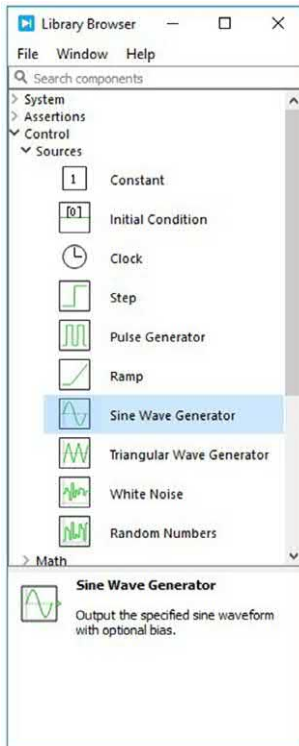 Library Browser
File Window Help
Search components
System
Assertions
Control
Sources
1 Constant
[0] Initial Condition
Clock
Step
Pulse Generator
Ramp
Sine Wave Generator
Triangular Wave Generator
White Noise
Random Numbers
Math
Sine Wave Generator
Output the specified sine waveform
with optional bias.